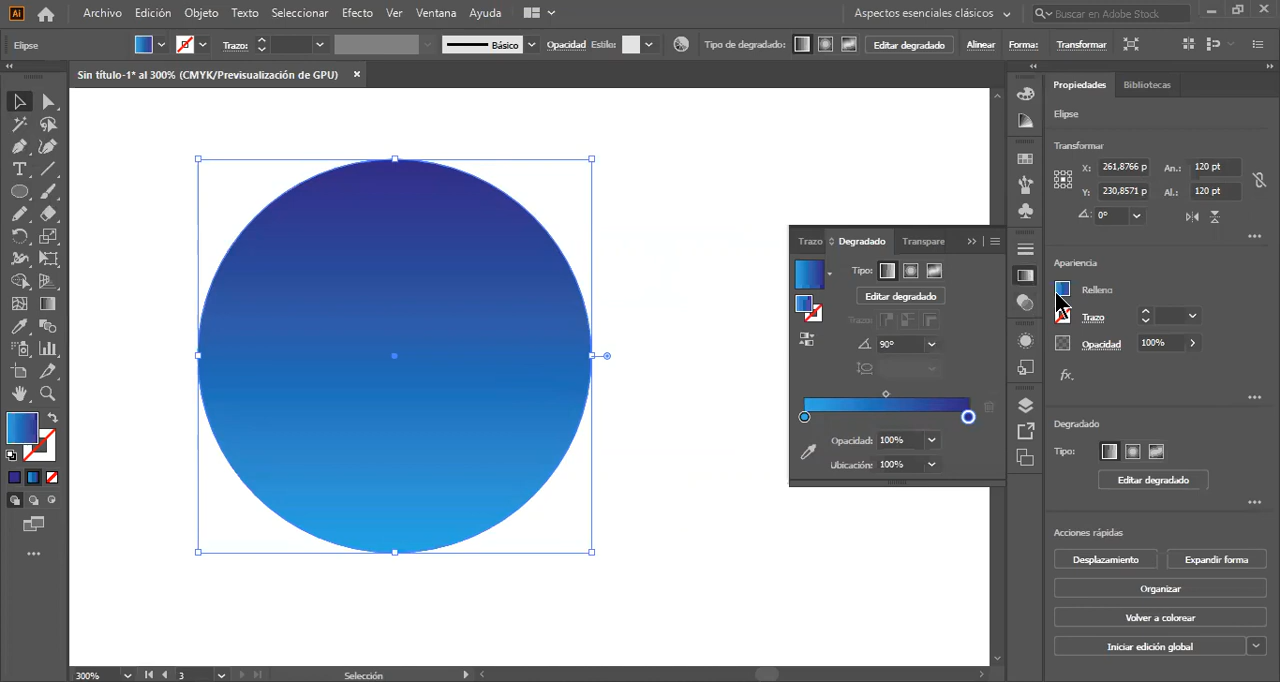 Ai Archivo Edición Objeto Texto Seleccionar Efecto Ver Ventana Ayuda Aspectos esenciales clásicos Buscar en Adobe Stock
Elipse Trazo: Básico Opacidad Estilo: Tipo de degradado: Editar degradado Alinear Forma: Transformar
Sin título-1* al 300% (CMYK/Previsualización de GPU) ×
Propiedades Bibliotecas
Elipse
Transformar
X: 261,8766 p An.: 120 pt
Y: 230,8571 p Al.: 120 pt
0°
Apariencia
Relleno
Trazo
Opacidad 100%
fx.
Degradado
Tipo:
Editar degradado
Acciones rápidas
Desplazamiento Expandir forma
Organizar
Volver a colorear
Iniciar edición global
Trazo Degradado Transpare
Tipo:
Editar degradado
Trazo:
90°
Opacidad: 100%
Ubicación: 100%
300% 3 Selección